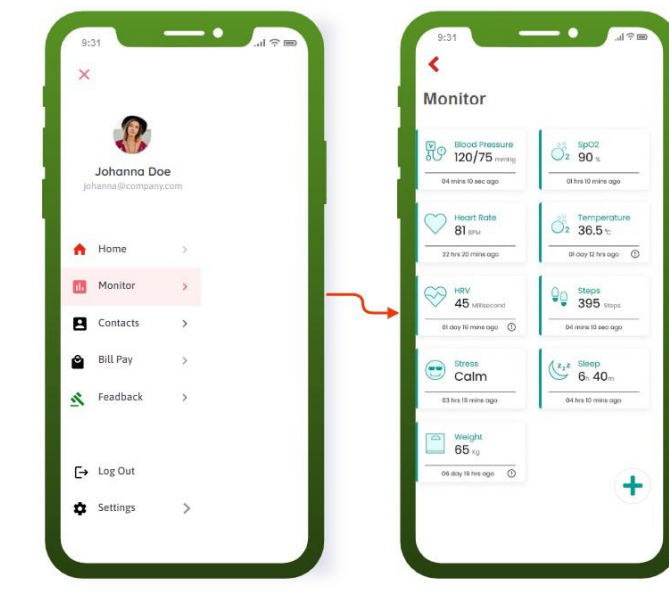 9:31
Johanna Doe
johanna@company.com
Home
Monitor
Contacts
Bill Pay
Feadback
Log Out
Settings
9:31
Monitor
Blood Pressure
120/75 mmHg
04 mins 10 sec ago
SpO2
90 %
01 hrs 10 mins ago
Heart Rate
81 BPM
22 hrs 20 mins ago
Temperature
36.5 °C
01 day 12 hrs ago
HRV
45 Millisecond
01 day 15 mins ago
Steps
395 Steps
04 mins 10 sec ago
Stress
Calm
03 hrs 18 mins ago
Sleep
6h 40m
04 hrs 10 mins ago
Weight
65 Kg
06 day 18 hrs ago